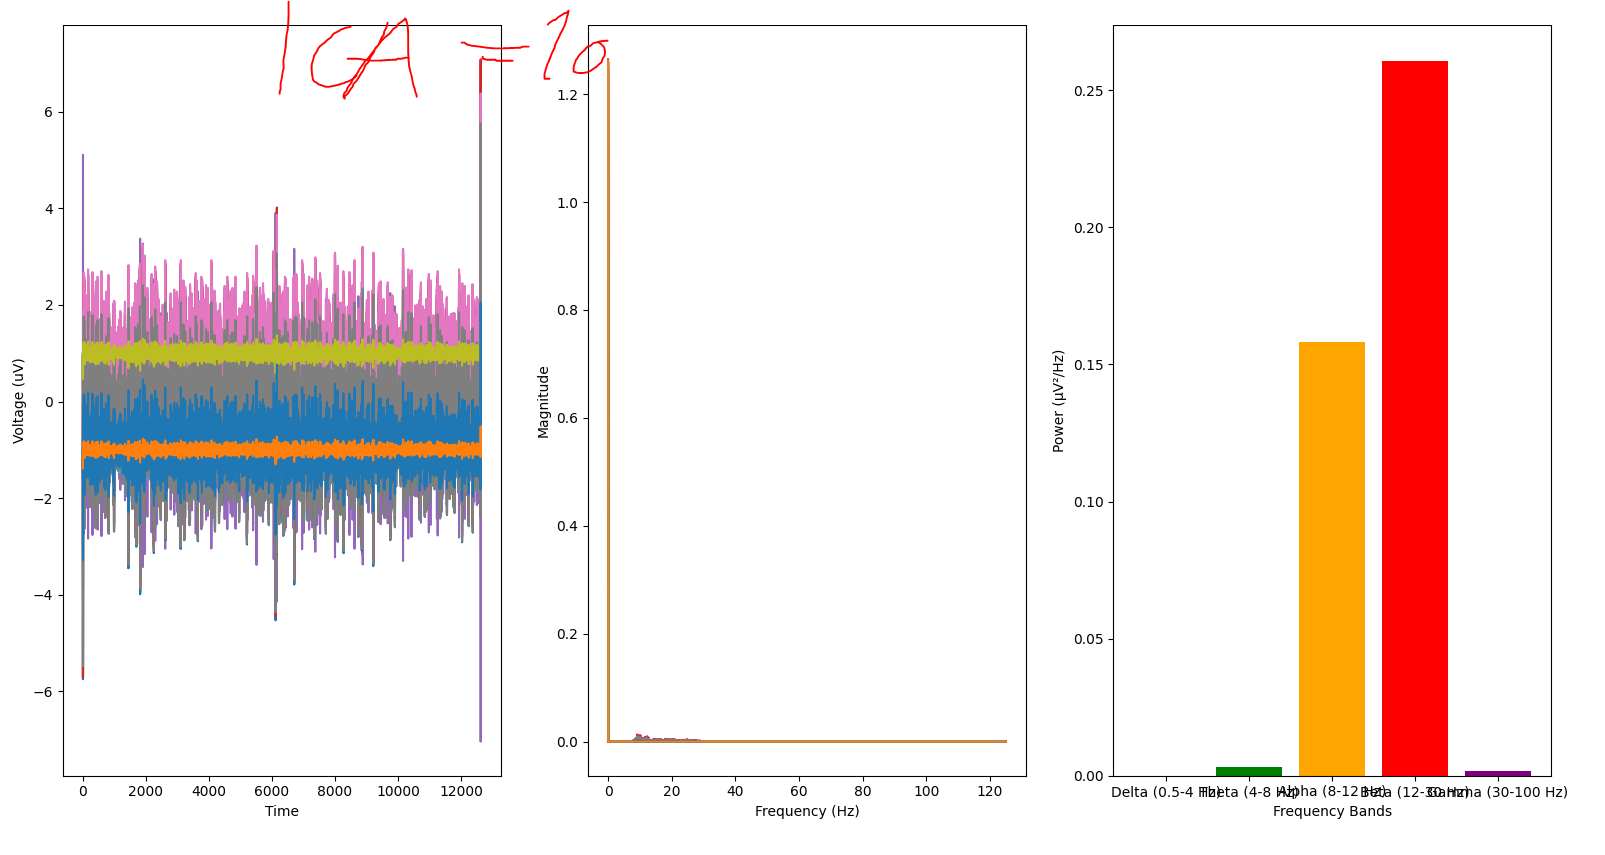 IGA = 10
6
4
2
0
−2
−4
−6
Voltage (uV)
0 2000 4000 6000 8000 10000 12000
Time
1.2
1.0
0.8
0.6
0.4
0.2
0.0
Magnitude
0 20 40 60 80 100 120
Frequency (Hz)
0.25
0.20
0.15
0.10
0.05
0.00
Power (µV²/Hz)
Delta (0.5-4 Hz) Theta (4-8 Hz) Alpha (8-12 Hz) Beta (12-30 Hz) Gamma (30-100 Hz)
Frequency Bands